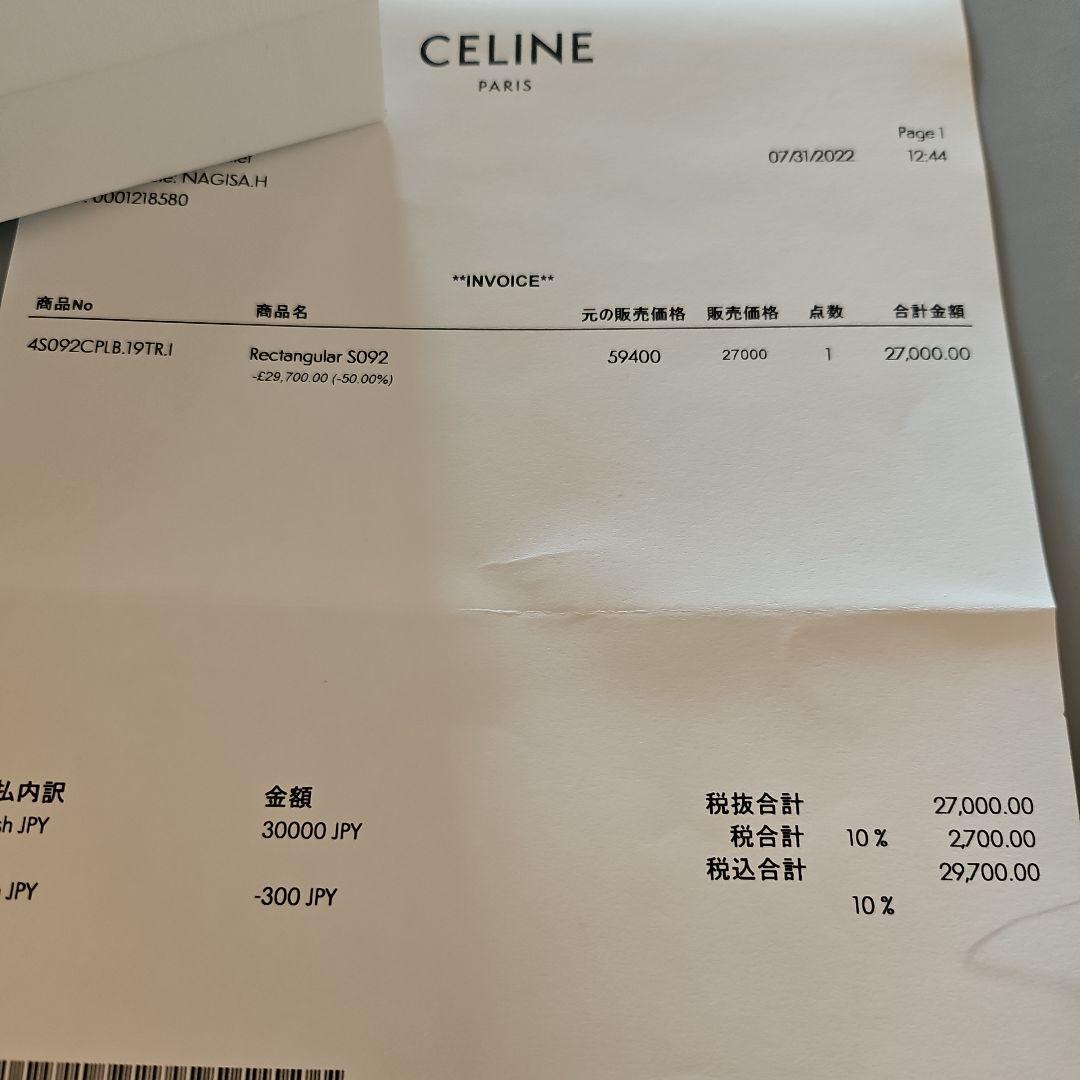 CELINE
PARIS
Page 1
07/31/2022 12:44
NAGISA.H
0001218580
**INVOICE**
商品No 商品名 元の販売価格 販売価格 点数 合計金額
4S092CPLB.19TR.I Rectangular S092 59400 27000 1 27,000.00
-£29,700.00 (-50.00%)
払内訳 金額 税抜合計 27,000.00
sh JPY 30000 JPY 税合計 10% 2,700.00
税込合計 29,700.00
JPY -300 JPY 10%